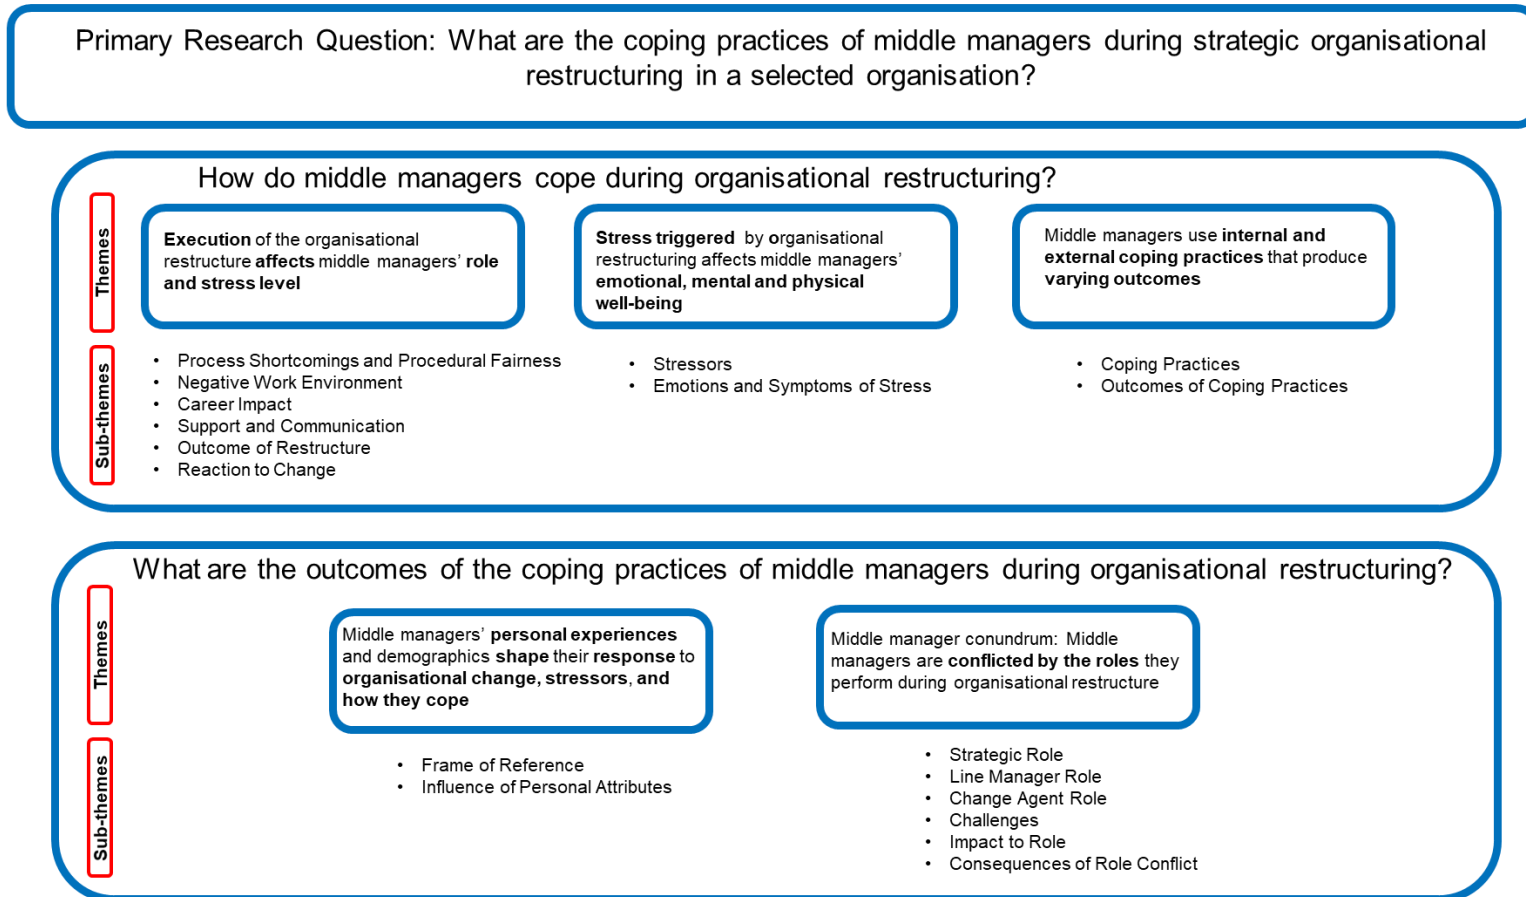 Primary Research Question: What are the coping practices of middle managers during strategic organisational
restructuring in a selected organisation?
How do middle managers cope during organisational restructuring?
Themes
Execution of the organisational
restructure affects middle managers' role
and stress level
Stress triggered by organisational
restructuring affects middle managers'
emotional, mental and physical
well-being
Middle managers use internal and
external coping practices that produce
varying outcomes
Sub-themes
• Process Shortcomings and Procedural Fairness
• Negative Work Environment
• Career Impact
• Support and Communication
• Outcome of Restructure
• Reaction to Change
• Stressors
• Emotions and Symptoms of Stress
• Coping Practices
• Outcomes of Coping Practices
What are the outcomes of the coping practices of middle managers during organisational restructuring?
Themes
Middle managers' personal experiences
and demographics shape their response to
organisational change, stressors, and
how they cope
Middle manager conundrum: Middle
managers are conflicted by the roles they
perform during organisational restructure
Sub-themes
• Frame of Reference
• Influence of Personal Attributes
• Strategic Role
• Line Manager Role
• Change Agent Role
• Challenges
• Impact to Role
• Consequences of Role Conflict